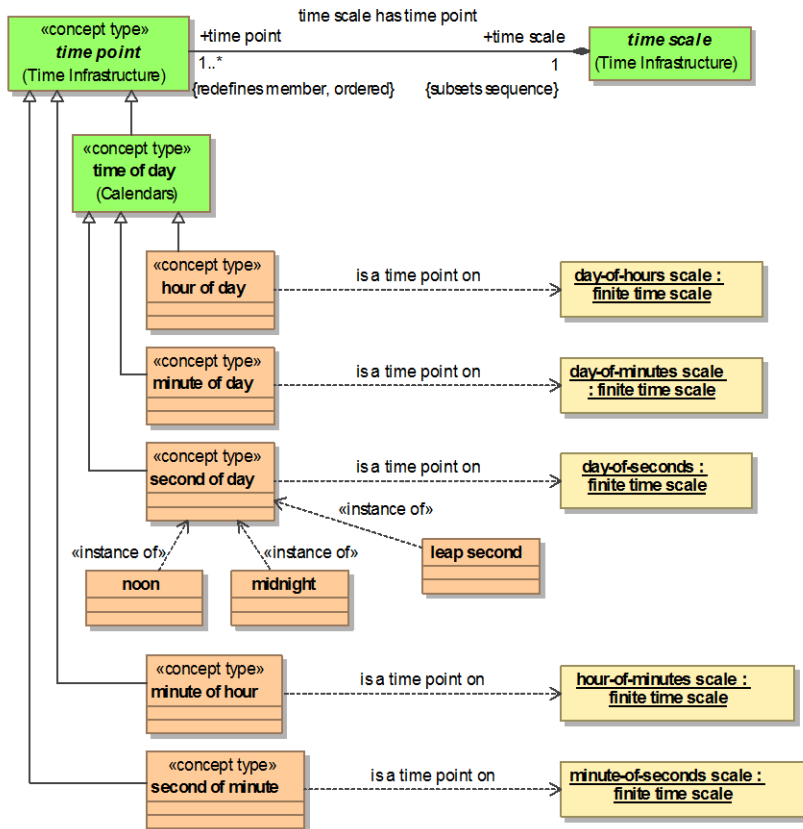 time scale has time point
«concept type»
time point
(Time Infrastructure)
+time point
+time scale
time scale
(Time Infrastructure)
1..*
1
{redefines member, ordered}
{subsets sequence}
«concept type»
time of day
(Calendars)
«concept type»
hour of day
is a time point on
day-of-hours scale :
finite time scale
«concept type»
minute of day
is a time point on
day-of-minutes scale
: finite time scale
«concept type»
second of day
is a time point on
day-of-seconds :
finite time scale
«instance of»
«instance of»
«instance of»
leap second
noon
midnight
«concept type»
minute of hour
is a time point on
hour-of-minutes scale :
finite time scale
«concept type»
second of minute
is a time point on
minute-of-seconds scale :
finite time scale